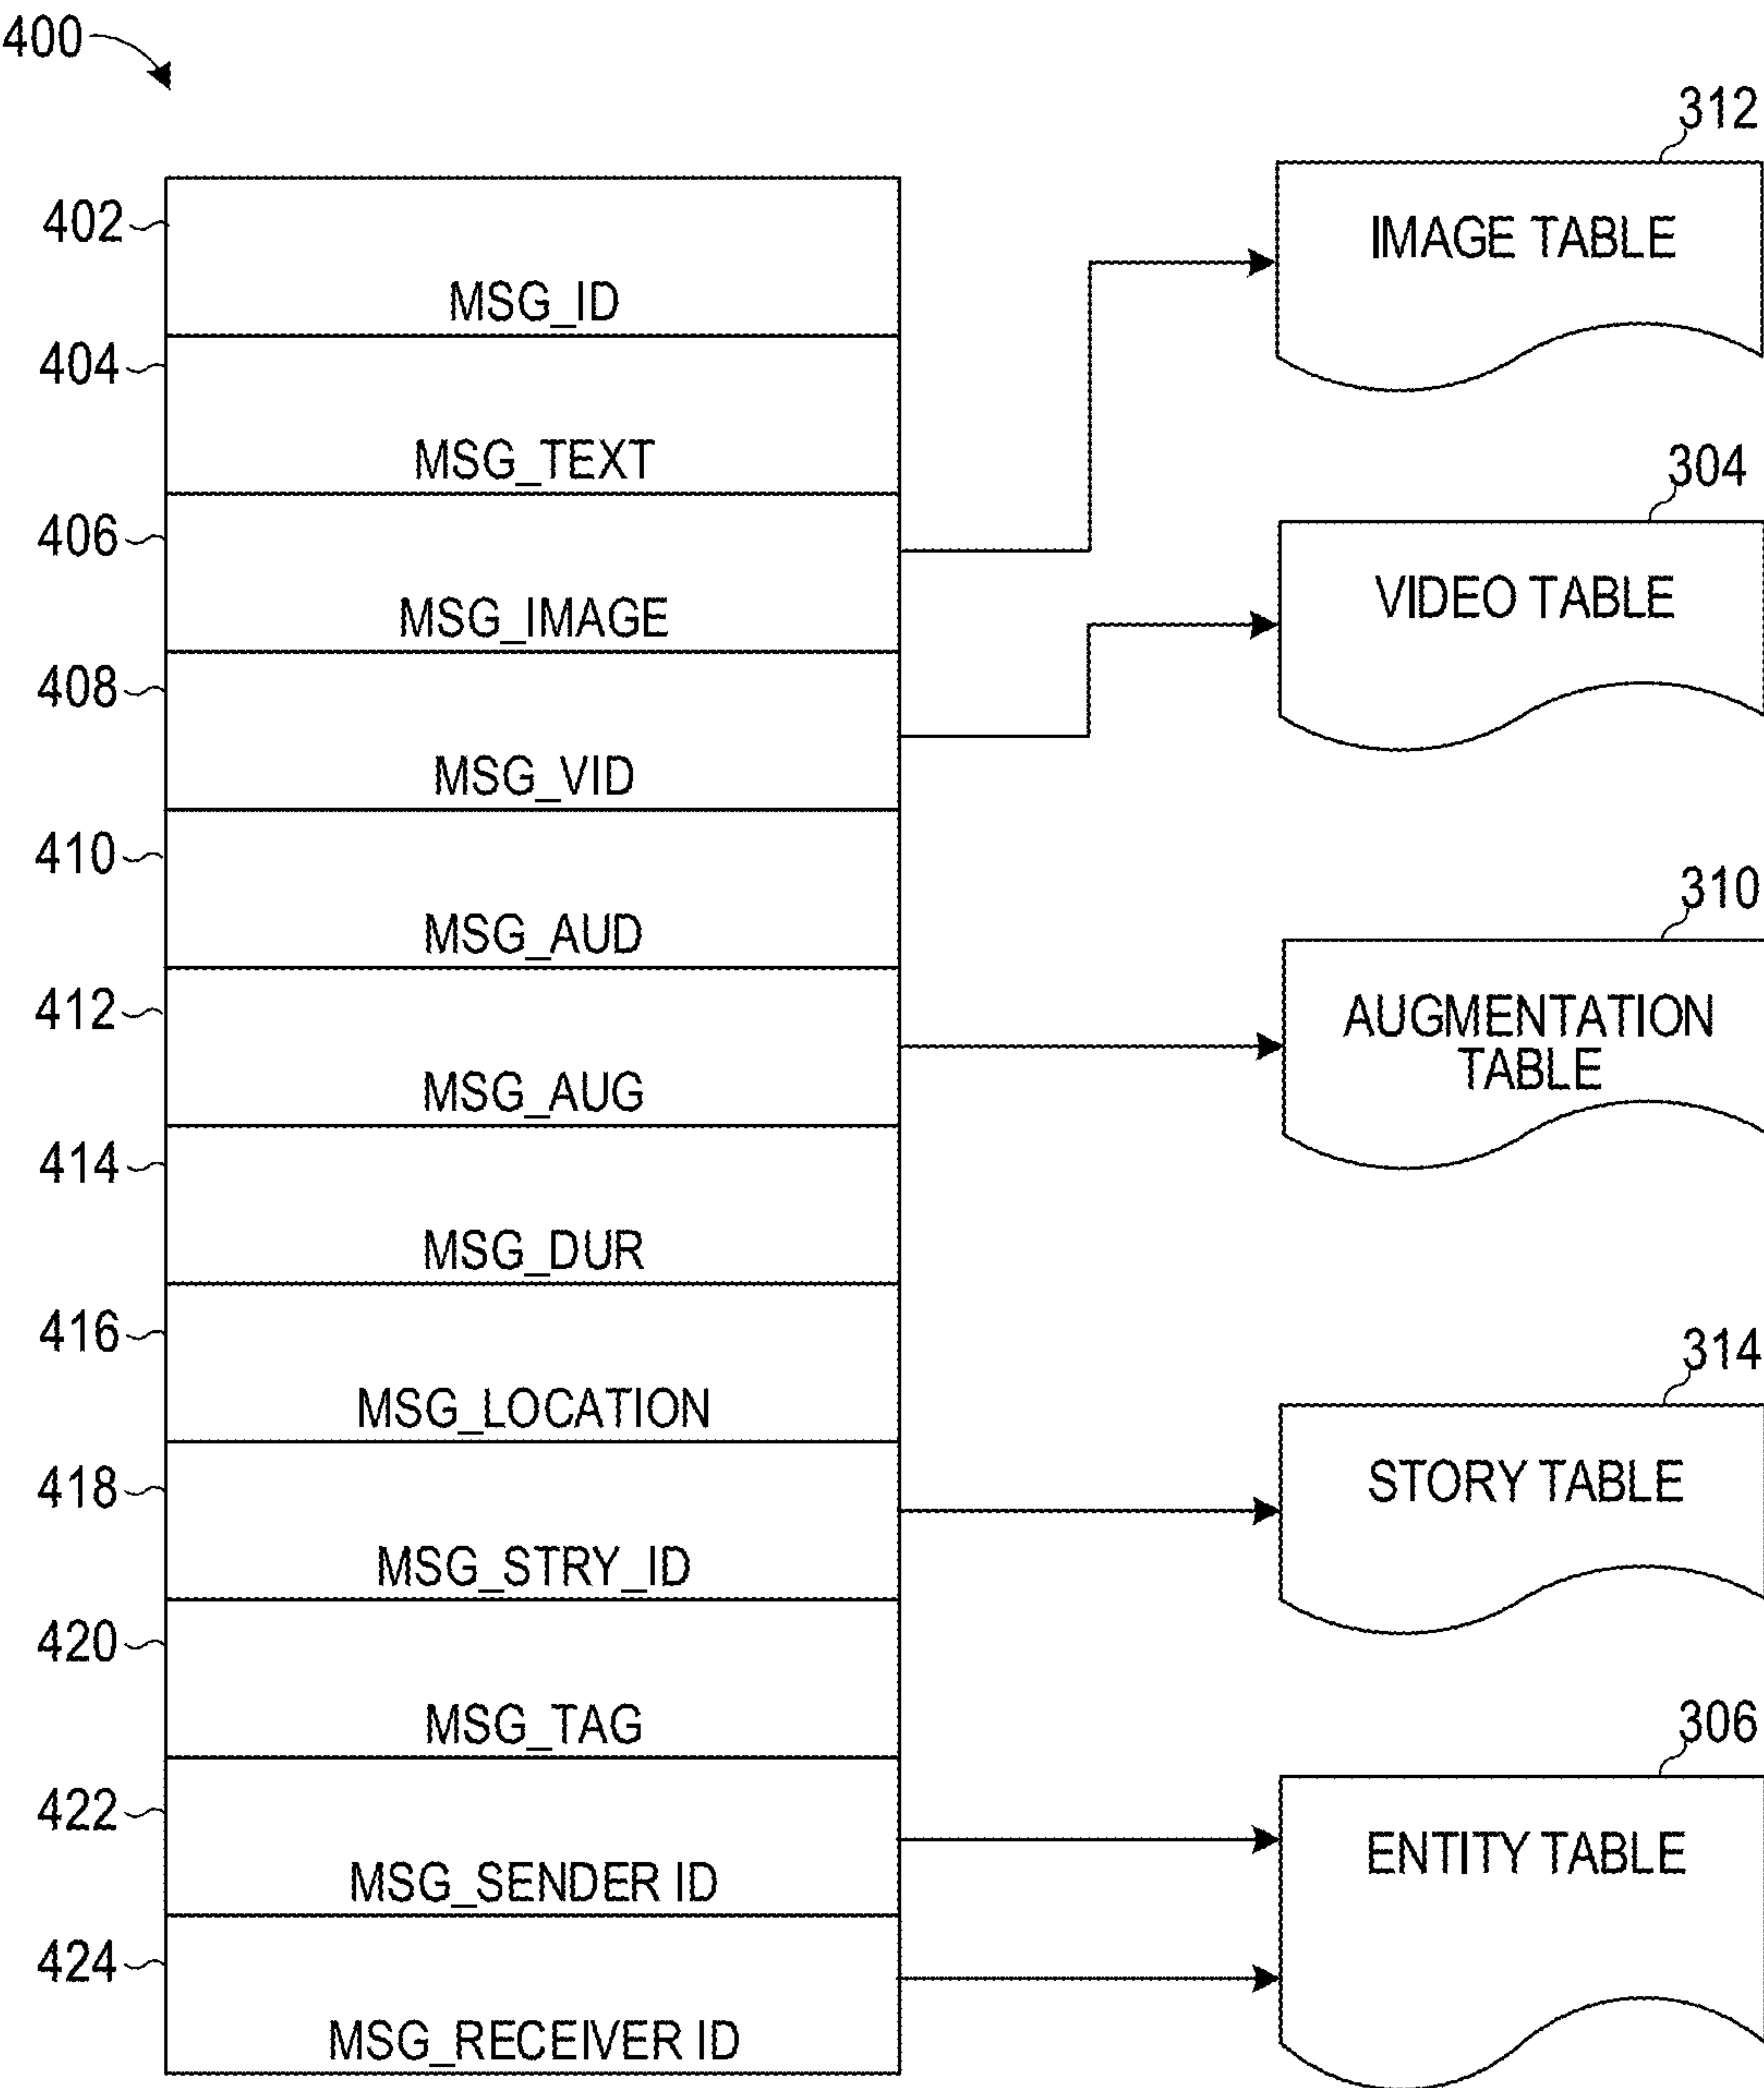 400
402
MSG_ID
404
MSG_TEXT
406
MSG_IMAGE
408
MSG_VID
410
MSG_AUD
412
MSG_AUG
414
MSG_DUR
416
MSG_LOCATION
418
MSG_STRY_ID
420
MSG_TAG
422
MSG_SENDER ID
424
MSG_RECEIVER ID
312
IMAGE TABLE
304
VIDEO TABLE
310
AUGMENTATION
TABLE
314
STORY TABLE
306
ENTITY TABLE